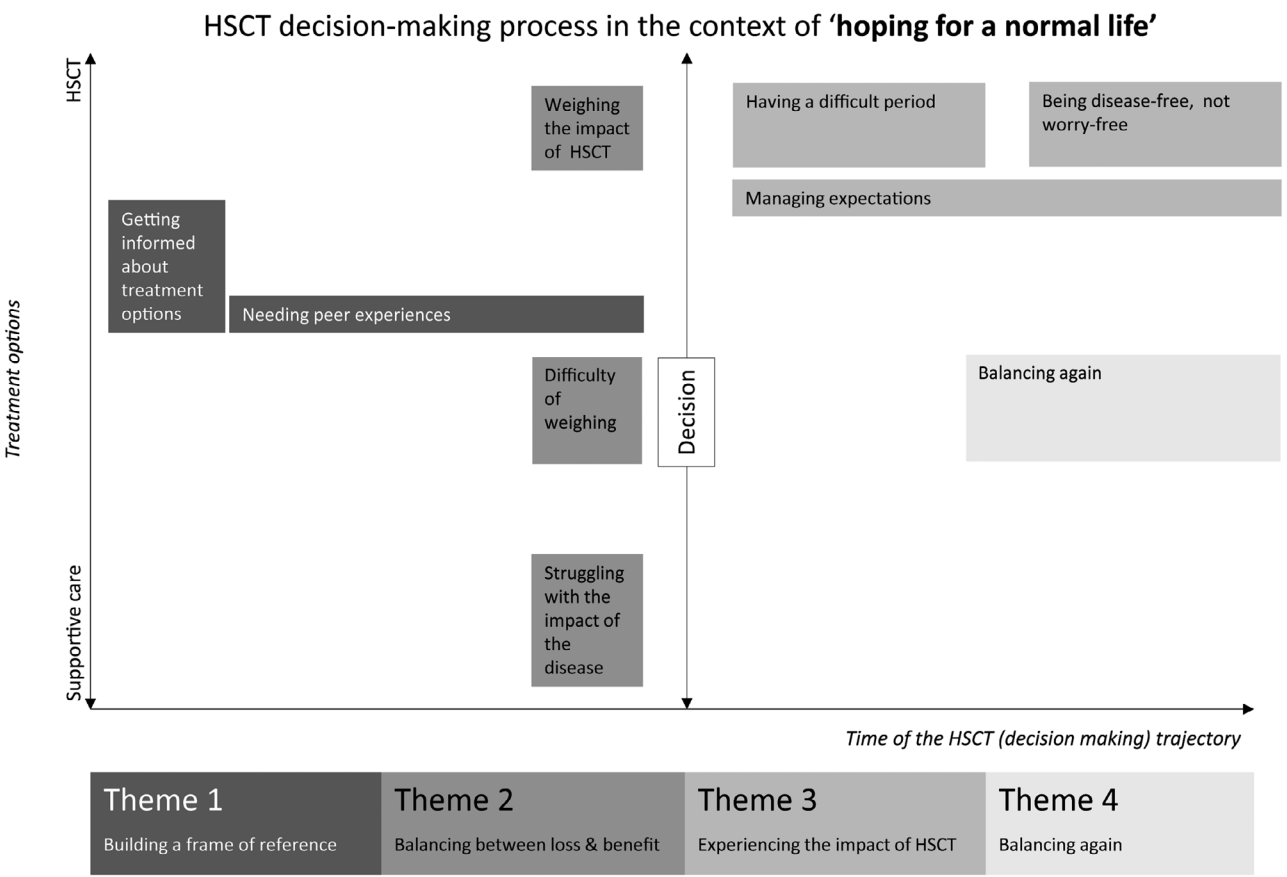 HSCT decision-making process in the context of ‘hoping for a normal life’
HSCT
Treatment options
Supportive care
Getting
informed
about
treatment
options
Needing peer experiences
Weighing
the impact
of HSCT
Difficulty
of
weighing
Struggling
with the
impact of
the
disease
Decision
Having a difficult period
Being disease-free, not
worry-free
Managing expectations
Balancing again
Time of the HSCT (decision making) trajectory
Theme 1
Building a frame of reference
Theme 2
Balancing between loss & benefit
Theme 3
Experiencing the impact of HSCT
Theme 4
Balancing again